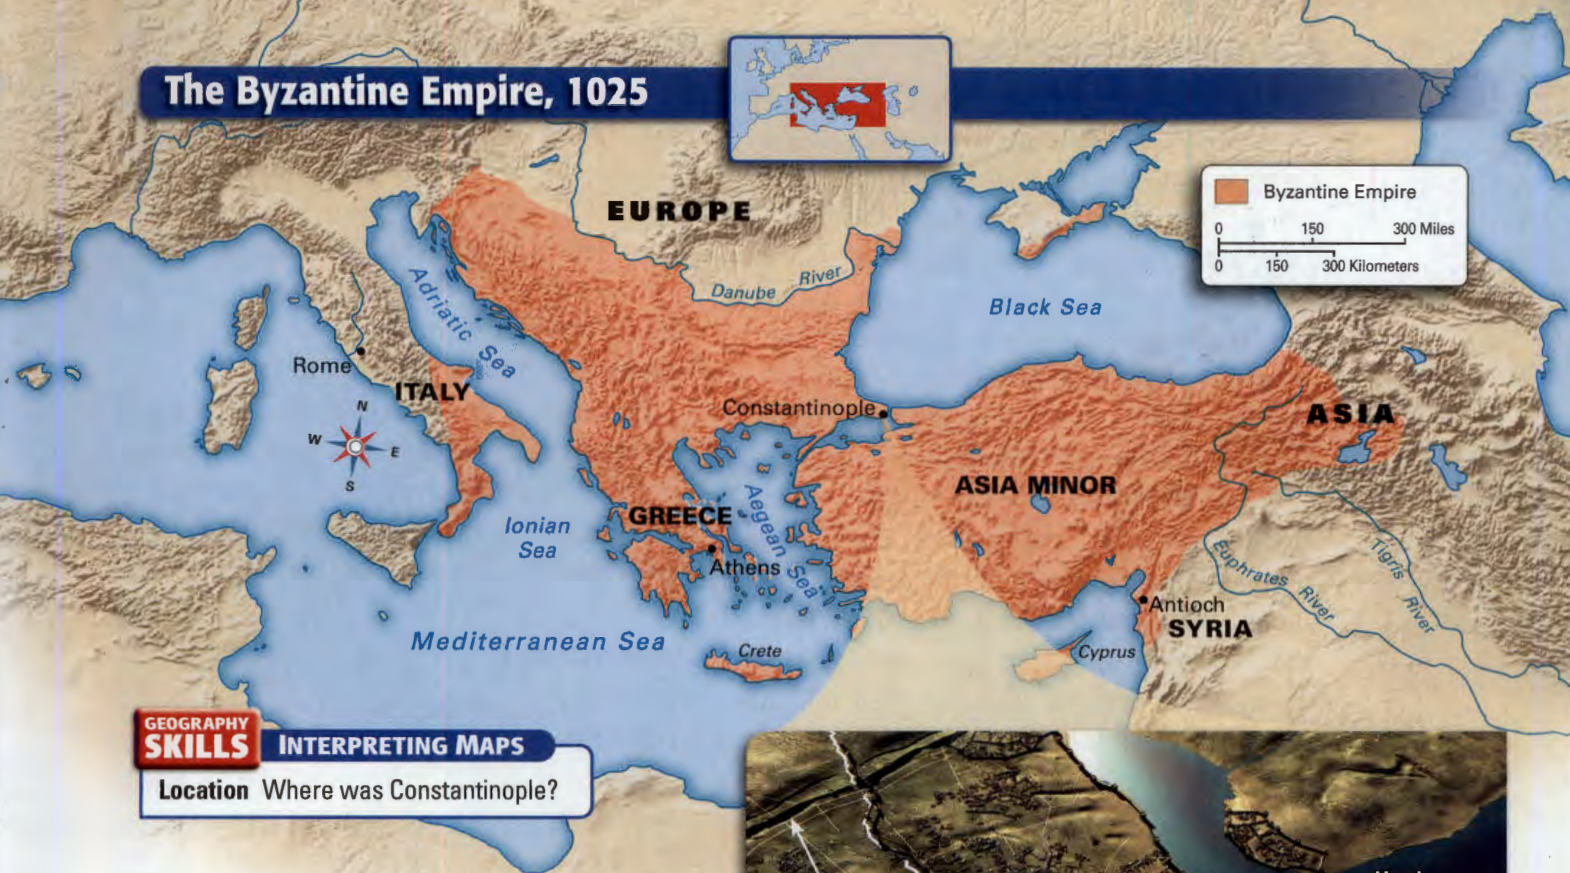 The Byzantine Empire, 1025
EUROPE
Byzantine Empire
0 150 300 Miles
0 150 300 Kilometers
Danube River
Black Sea
Adriatic Sea
Rome
ITALY
N
W
E
S
Constantinople
ASIA
ASIA MINOR
GREECE
Aegean Sea
Ionian
Sea
Athens
Euphrates River
Tigris River
Antioch
SYRIA
Mediterranean Sea
Crete
Cyprus
GEOGRAPHY
SKILLS
INTERPRETING MAPS
Location Where was Constantinople?